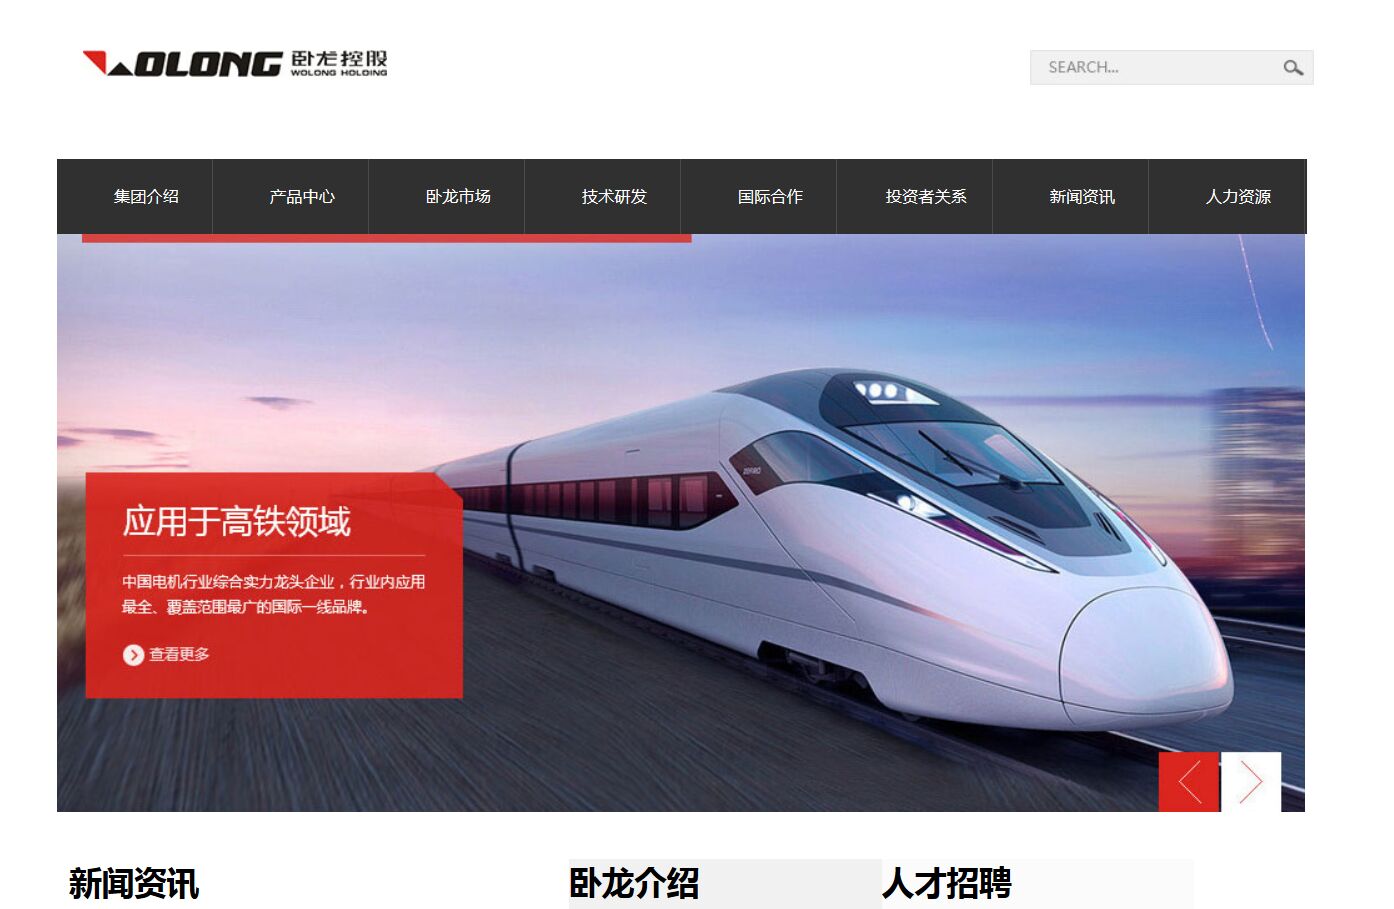 WOLONG 卧龙控股
WOLONG HOLDING
SEARCH...
集团介绍 产品中心 卧龙市场 技术研发 国际合作 投资者关系 新闻资讯 人力资源
ZEFIRO
应用于高铁领域
中国电机行业综合实力龙头企业，行业内应用
最全、覆盖范围最广的国际一线品牌。
查看更多
新闻资讯 卧龙介绍 人才招聘